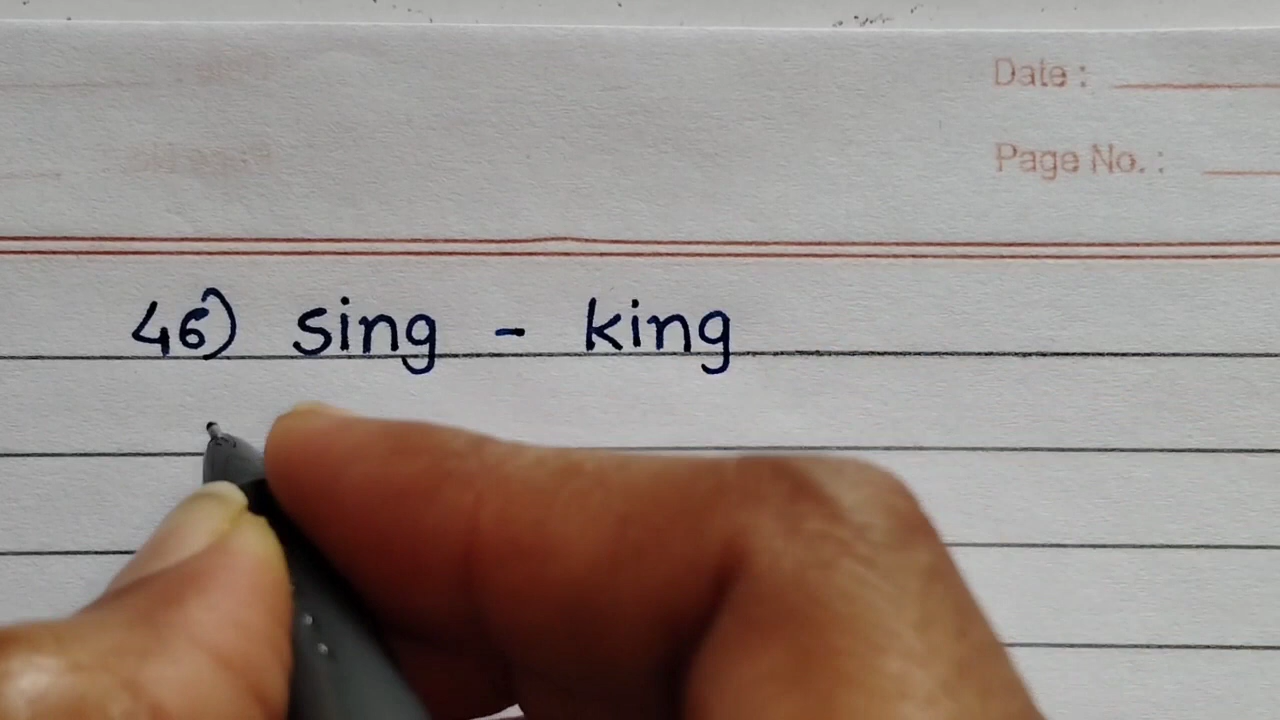 Date :
Page No. :
46) sing - king